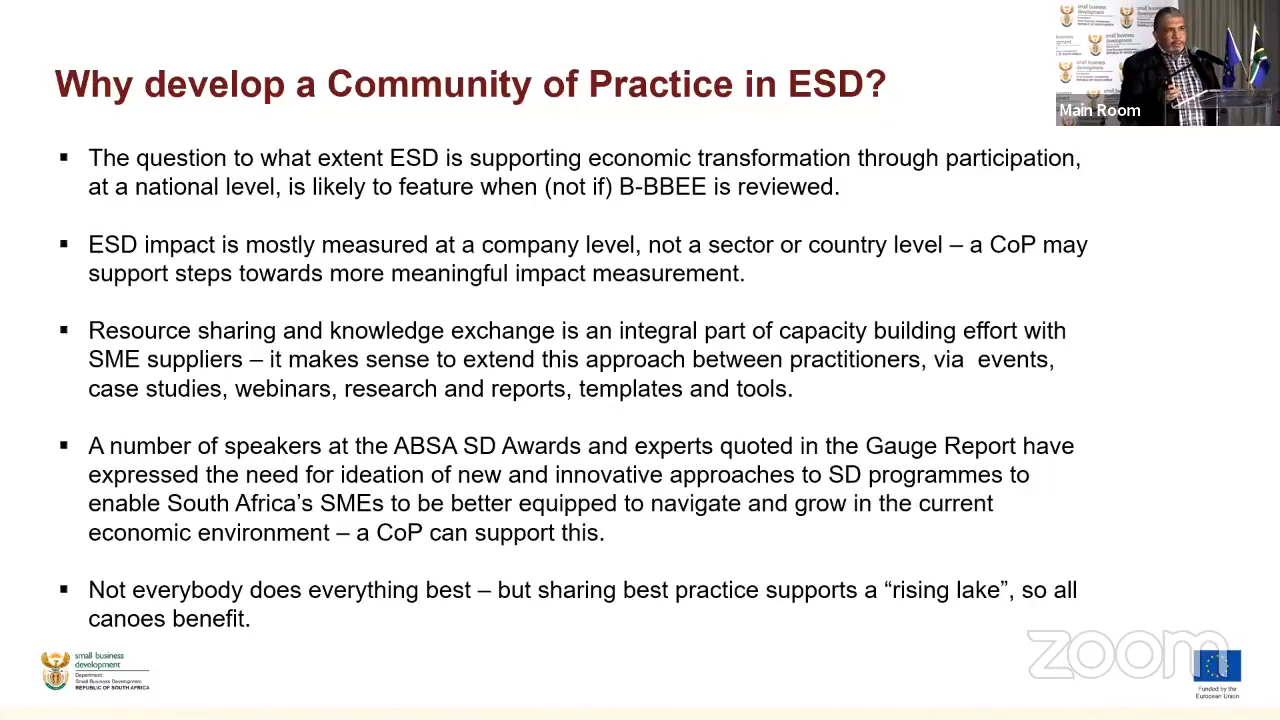 Why develop a Community of Practice in ESD?
Main Room
▪ The question to what extent ESD is supporting economic transformation through participation,
at a national level, is likely to feature when (not if) B-BBEE is reviewed.
▪ ESD impact is mostly measured at a company level, not a sector or country level – a CoP may
support steps towards more meaningful impact measurement.
▪ Resource sharing and knowledge exchange is an integral part of capacity building effort with
SME suppliers – it makes sense to extend this approach between practitioners, via  events,
case studies, webinars, research and reports, templates and tools.
▪ A number of speakers at the ABSA SD Awards and experts quoted in the Gauge Report have
expressed the need for ideation of new and innovative approaches to SD programmes to
enable South Africa’s SMEs to be better equipped to navigate and grow in the current
economic environment – a CoP can support this.
▪ Not everybody does everything best – but sharing best practice supports a “rising lake”, so all
canoes benefit.
small business
development
Department:
Small Business Development
REPUBLIC OF SOUTH AFRICA
zoom
Funded by the
European Union